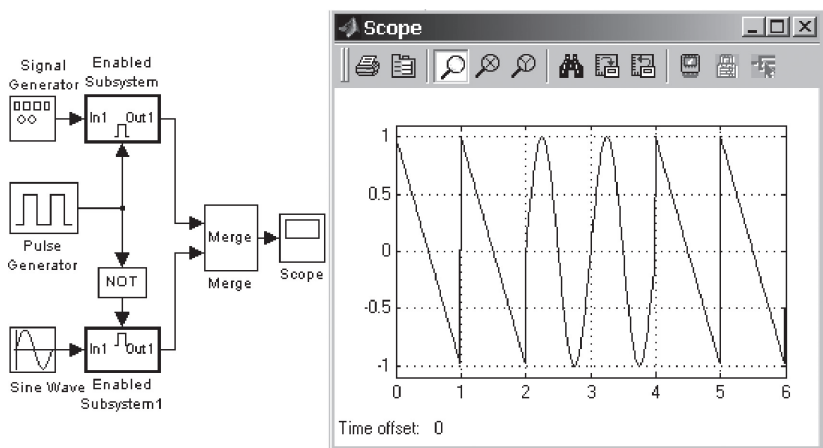 Signal
Generator
Enabled
Subsystem
In1 Out1
Pulse
Generator
NOT
Merge
Merge
Scope
In1 Out1
Sine Wave
Enabled
Subsystem1
Scope
1
0.5
0
-0.5
-1
0 1 2 3 4 5 6
Time offset: 0